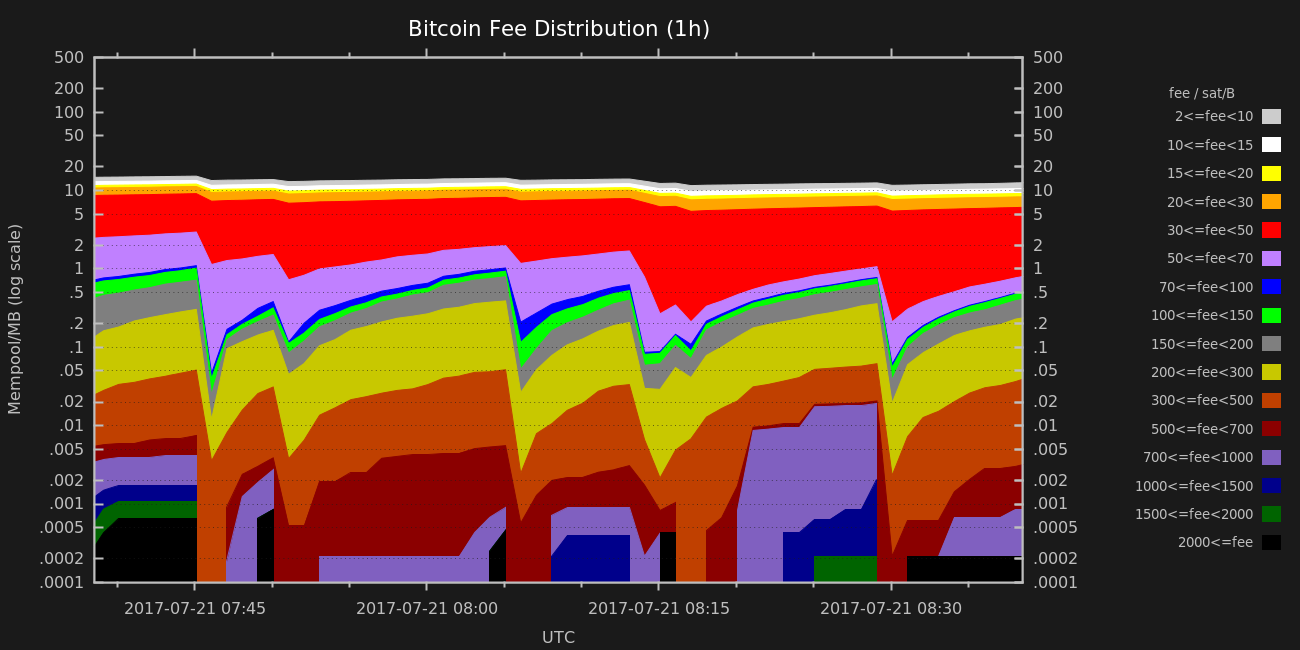 Bitcoin Fee Distribution (1h)
500 500
200 200
100 100
50 50
20 20
10 10
5 5
2 2
1 1
.5 .5
.2 .2
.1 .1
.05 .05
.02 .02
.01 .01
.005 .005
.002 .002
.001 .001
.0005 .0005
.0002 .0002
.0001 .0001
Mempool/MB (log scale)
2017-07-21 07:45 2017-07-21 08:00 2017-07-21 08:15 2017-07-21 08:30
UTC
fee / sat/B
2<=fee<10
10<=fee<15
15<=fee<20
20<=fee<30
30<=fee<50
50<=fee<70
70<=fee<100
100<=fee<150
150<=fee<200
200<=fee<300
300<=fee<500
500<=fee<700
700<=fee<1000
1000<=fee<1500
1500<=fee<2000
2000<=fee